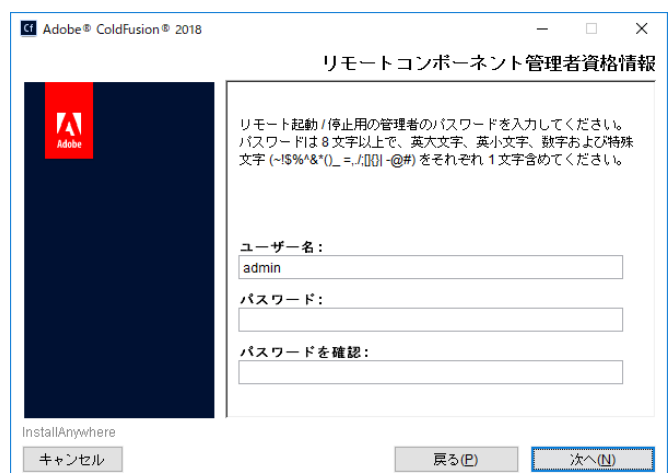 Adobe® ColdFusion® 2018
リモートコンポーネント管理者資格情報
Adobe
リモート起動 / 停止用の管理者のパスワードを入力してください。
パスワードは 8 文字以上で、英大文字、英小文字、数字および特殊
文字 (~!$%^&*()_ =,./;[]{}| -@#) をそれぞれ 1 文字含めてください。
ユーザー名：
admin
パスワード：
パスワードを確認：
InstallAnywhere
キャンセル
戻る(P)
次へ(N)